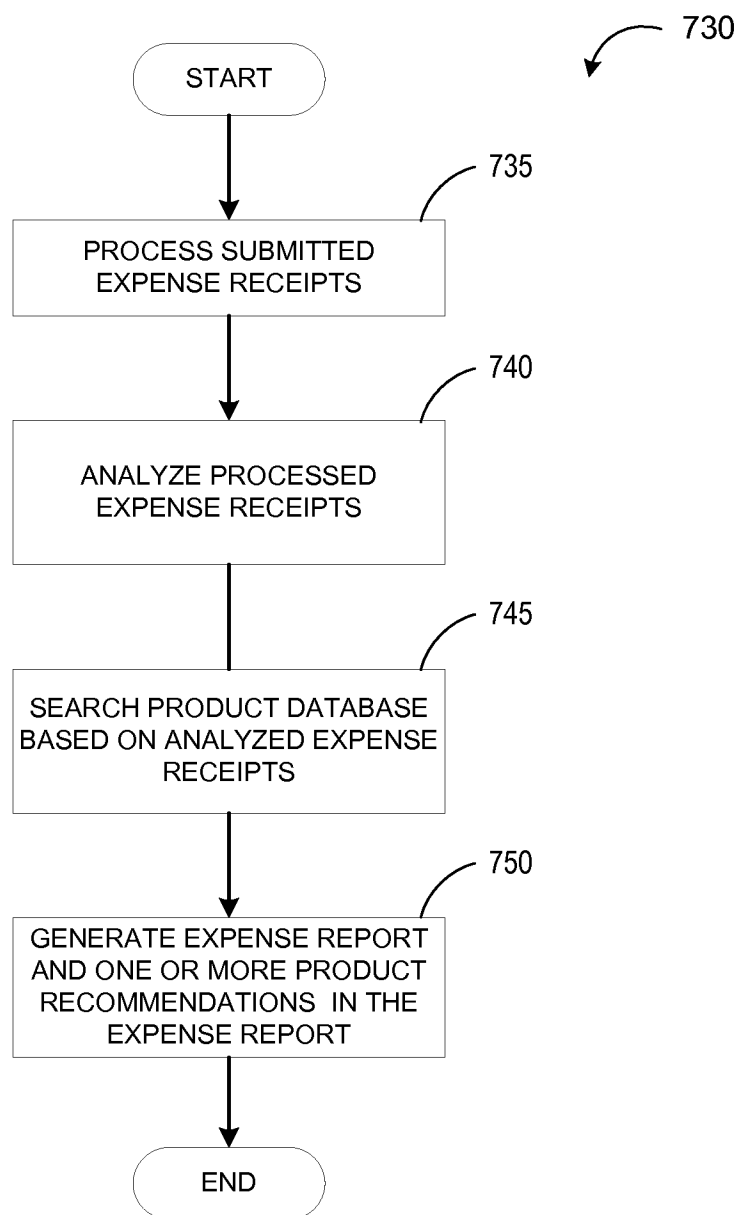 730
START
735
PROCESS SUBMITTED
EXPENSE RECEIPTS
740
ANALYZE PROCESSED
EXPENSE RECEIPTS
745
SEARCH PRODUCT DATABASE
BASED ON ANALYZED EXPENSE
RECEIPTS
750
GENERATE EXPENSE REPORT
AND ONE OR MORE PRODUCT
RECOMMENDATIONS IN THE
EXPENSE REPORT
END